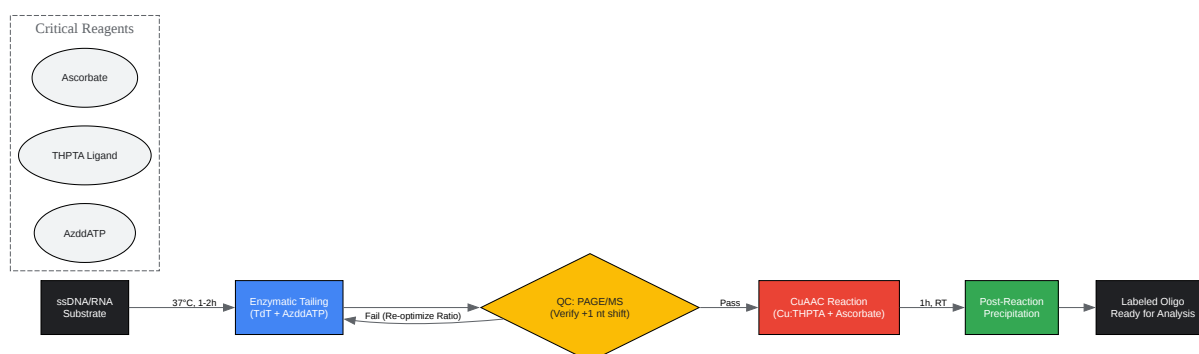 Critical Reagents
Ascorbate
THPTA Ligand
AzddATP
ssDNA/RNA
Substrate
37°C, 1-2h
Enzymatic Tailing
(TdT + AzddATP)
Fail (Re-optimize Ratio)
QC: PAGE/MS
(Verify +1 nt shift)
Pass
CuAAC Reaction
(Cu:THPTA + Ascorbate)
1h, RT
Post-Reaction
Precipitation
Labeled Oligo
Ready for Analysis